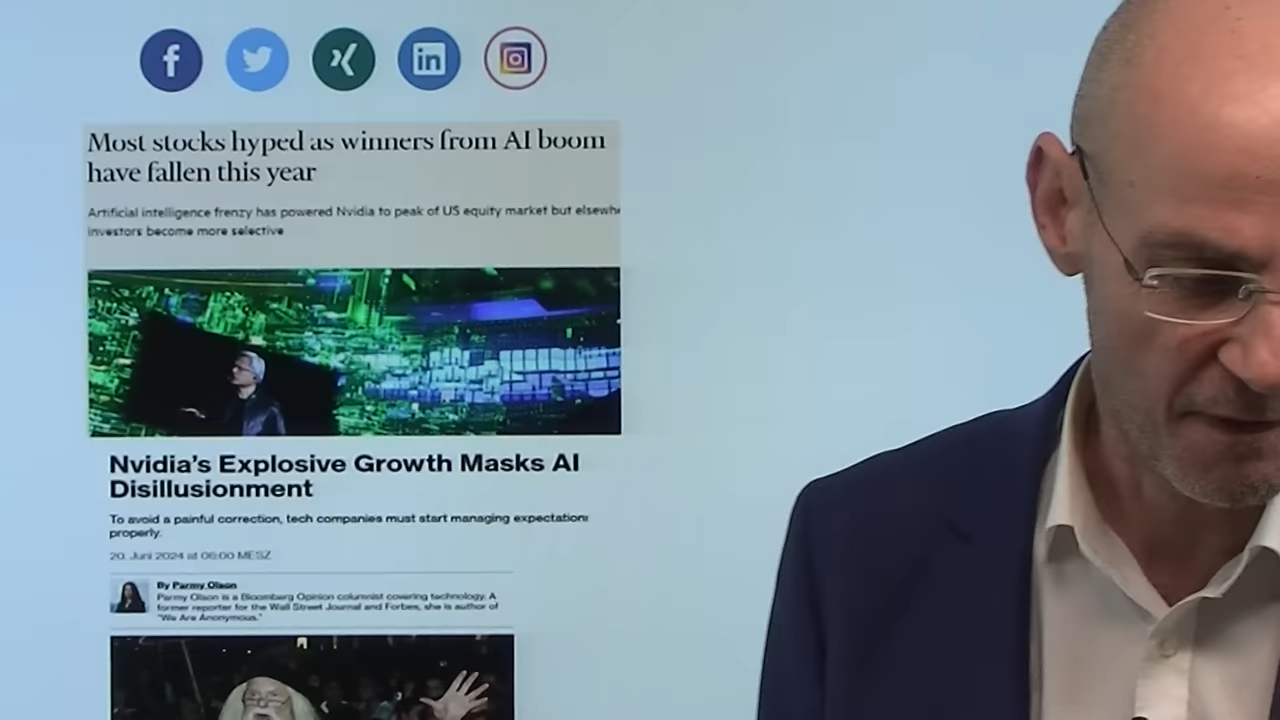 Most stocks hyped as winners from AI boom
have fallen this year
Artificial intelligence frenzy has powered Nvidia to peak of US equity market but
investors become more selective
Nvidia's Explosive Growth Masks AI
Disillusionment
To avoid a painful correction, tech companies must start managing expectations
properly.
20. Juni 2024 at 06:00 MESZ
By Parmy Olson
Parmy Olson is a Bloomberg Opinion columnist covering technology. A
former reporter for the Wall Street Journal and Forbes, she is author of
"We Are Anonymous."